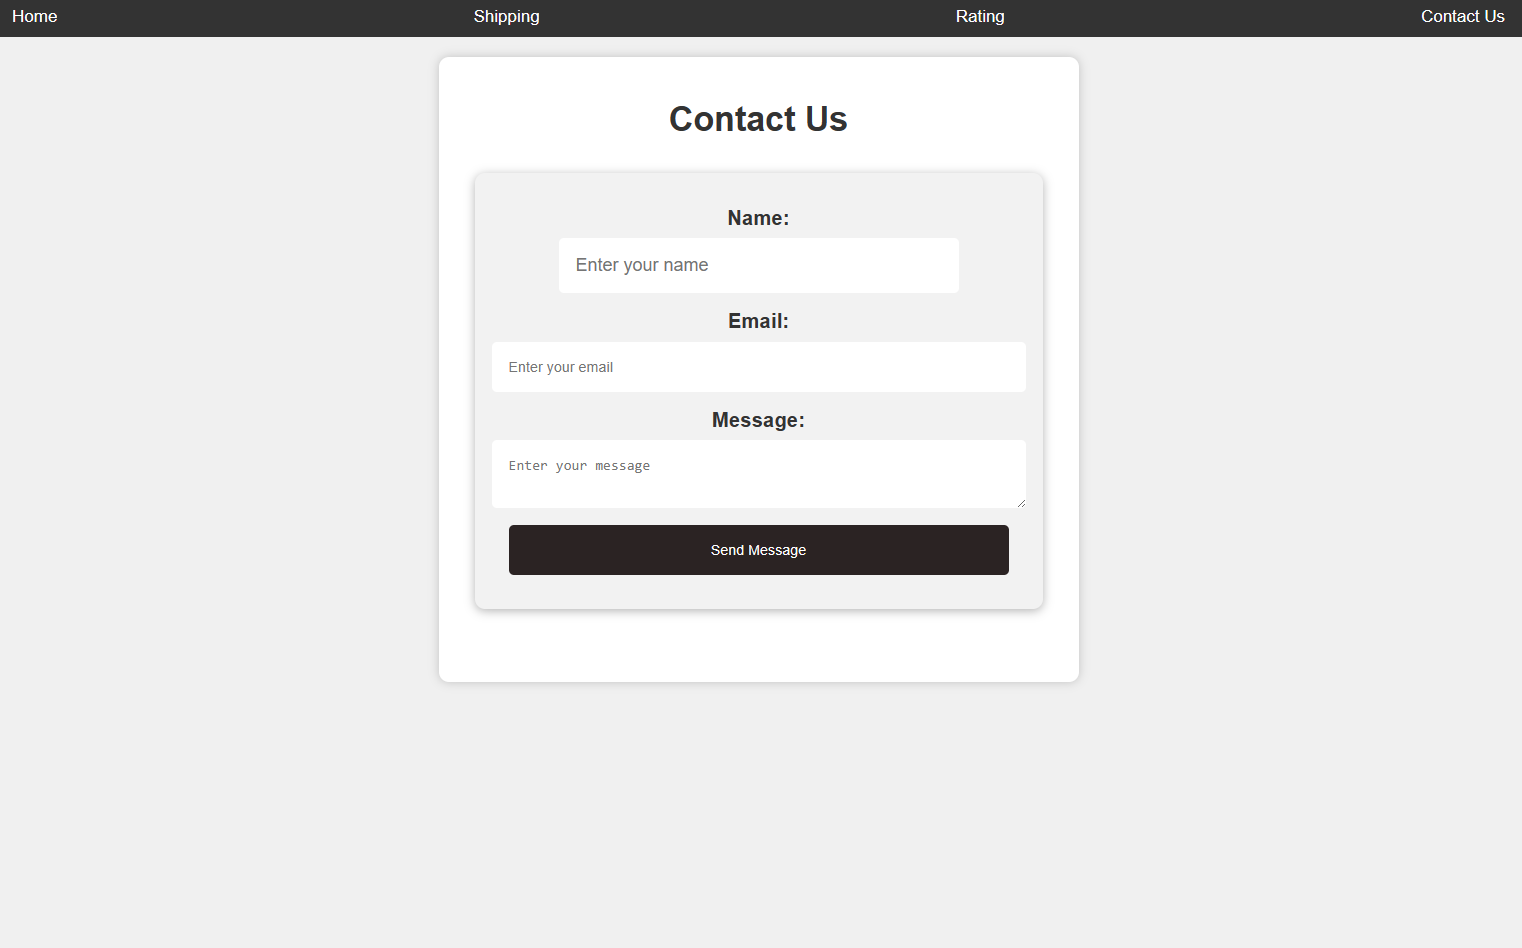 Home Shipping Rating Contact Us
Contact Us
Name:
Enter your name
Email:
Enter your email
Message:
Enter your message
Send Message